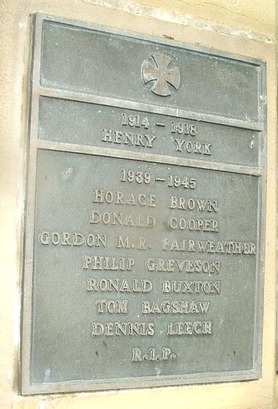 1914 – 1918
HENRY YORK
1939 – 1945
HORACE BROWN
DONALD COOPER
GORDON M.R. FAIRWEATHER
PHILIP GREVESON
RONALD BUXTON
TOM BAGSHAW
DENNIS LEECH
R.I.P.